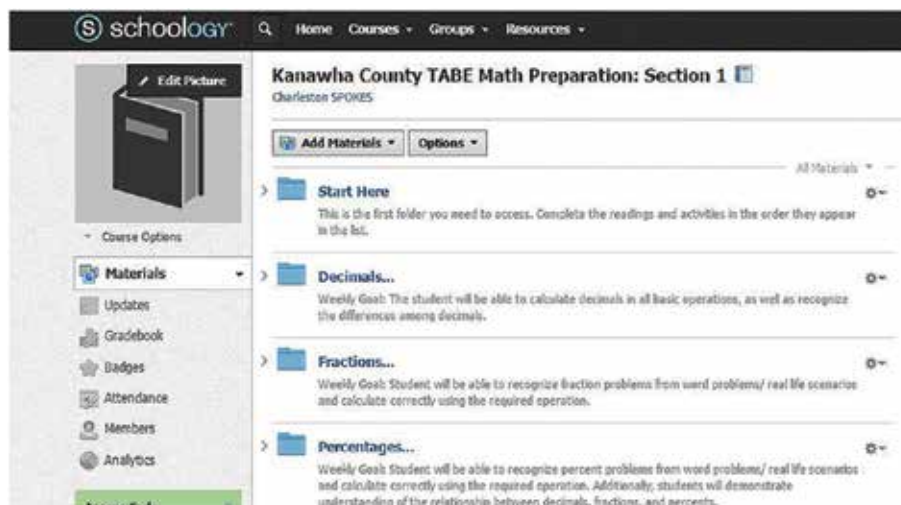 schoology Home Courses Groups Resources
Edit Picture
Kanawha County TABE Math Preparation: Section 1
Charleston SPOKES
Add Materials Options
All Materials
Start Here
This is the first folder you need to access. Complete the readings and activities in the order they appear
in the list.
Course Options
Materials
Updates
Gradebook
Badges
Attendance
Members
Analytics
Decimals...
Weekly Goal: The student will be able to calculate decimals in all basic operations, as well as recognize
the differences among decimals.
Fractions...
Weekly Goal: Student will be able to recognize fraction problems from word problems/ real life scenarios
and calculate correctly using the required operation.
Percentages...
Weekly Goal: Student will be able to recognize percent problems from word problems/ real life scenarios
and calculate correctly using the required operation. Additionally, students will demonstrate
understanding of the relationship between decimals, fractions, and percents.